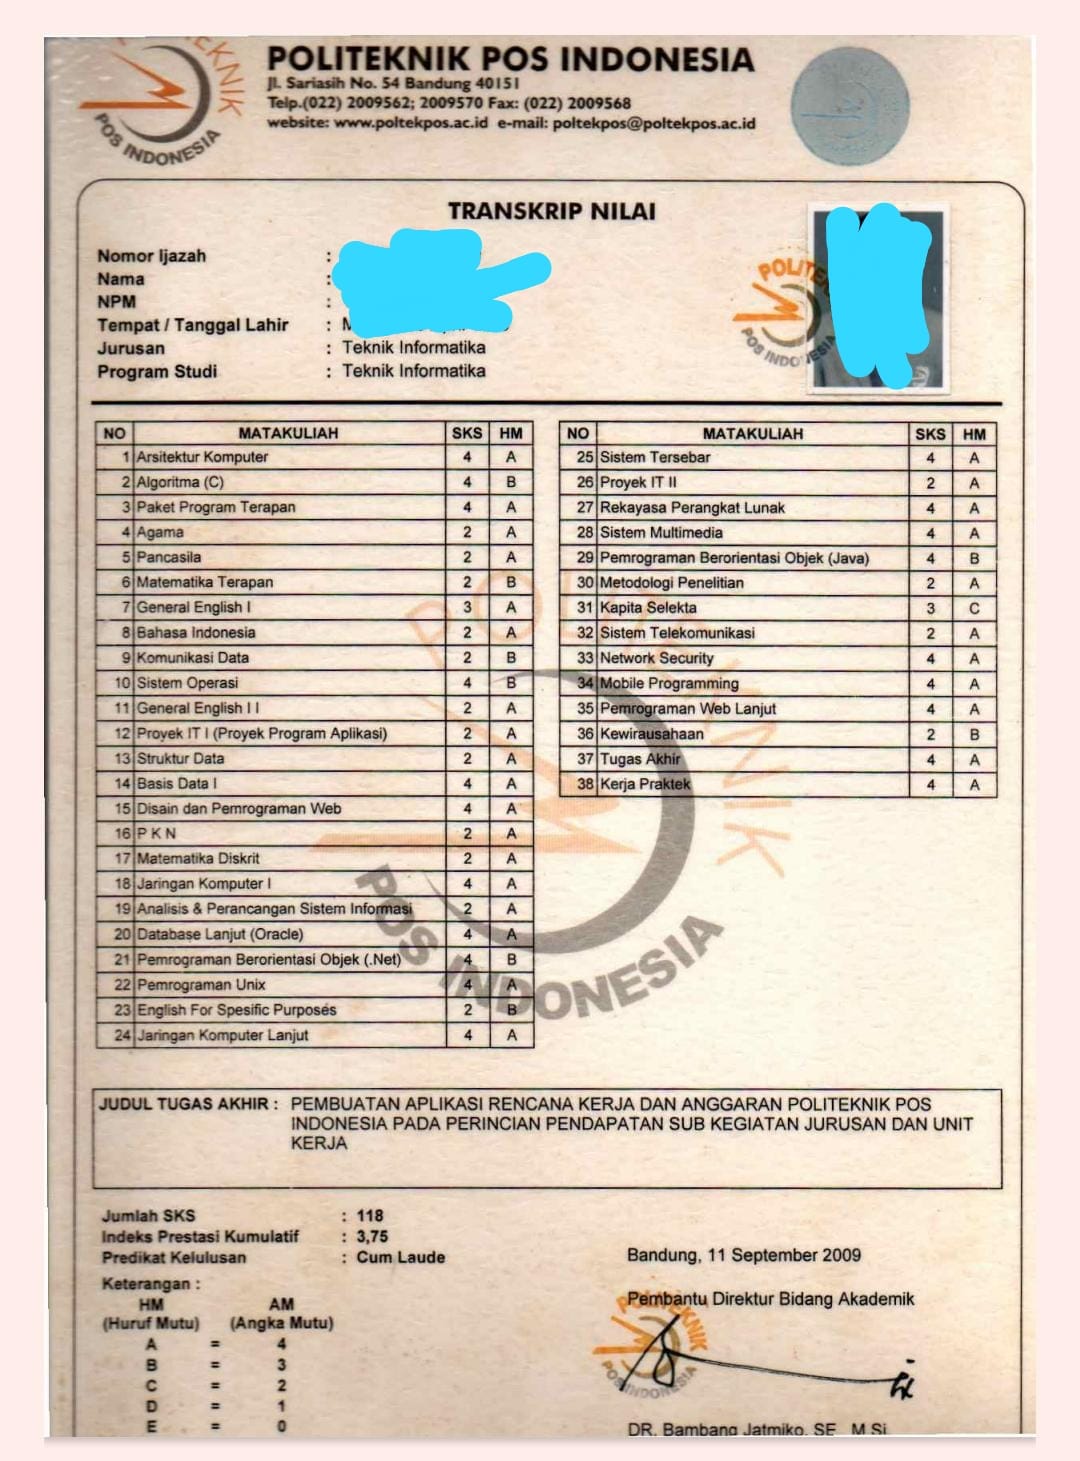 POLITEKNIK
POS INDONESIA
POLITEKNIK POS INDONESIA
Jl. Sariasih No. 54 Bandung 40151
Telp.(022) 2009562; 2009570 Fax: (022) 2009568
website: www.poltekpos.ac.id e-mail: poltekpos@poltekpos.ac.id
TRANSKRIP NILAI
Nomor Ijazah :
Nama :
NPM :
Tempat / Tanggal Lahir : M
Jurusan : Teknik Informatika
Program Studi : Teknik Informatika
POLITEKNIK
POS INDONESIA
NO MATAKULIAH SKS HM
1 Arsitektur Komputer 4 A
2 Algoritma (C) 4 B
3 Paket Program Terapan 4 A
4 Agama 2 A
5 Pancasila 2 A
6 Matematika Terapan 2 B
7 General English I 3 A
8 Bahasa Indonesia 2 A
9 Komunikasi Data 2 B
10 Sistem Operasi 4 B
11 General English I I 2 A
12 Proyek IT I (Proyek Program Aplikasi) 2 A
13 Struktur Data 2 A
14 Basis Data I 4 A
15 Disain dan Pemrograman Web 4 A
16 P K N 2 A
17 Matematika Diskrit 2 A
18 Jaringan Komputer I 4 A
19 Analisis & Perancangan Sistem Informasi 2 A
20 Database Lanjut (Oracle) 4 A
21 Pemrograman Berorientasi Objek (.Net) 4 B
22 Pemrograman Unix 4 A
23 English For Spesific Purposes 2 B
24 Jaringan Komputer Lanjut 4 A
NO MATAKULIAH SKS HM
25 Sistem Tersebar 4 A
26 Proyek IT II 2 A
27 Rekayasa Perangkat Lunak 4 A
28 Sistem Multimedia 4 A
29 Pemrograman Berorientasi Objek (Java) 4 B
30 Metodologi Penelitian 2 A
31 Kapita Selekta 3 C
32 Sistem Telekomunikasi 2 A
33 Network Security 4 A
34 Mobile Programming 4 A
35 Pemrograman Web Lanjut 4 A
36 Kewirausahaan 2 B
37 Tugas Akhir 4 A
38 Kerja Praktek 4 A
POLITEKNIK
POS INDONESIA
JUDUL TUGAS AKHIR : PEMBUATAN APLIKASI RENCANA KERJA DAN ANGGARAN POLITEKNIK POS
INDONESIA PADA PERINCIAN PENDAPATAN SUB KEGIATAN JURUSAN DAN UNIT
KERJA
Jumlah SKS : 118
Indeks Prestasi Kumulatif : 3,75
Predikat Kelulusan : Cum Laude
Keterangan :
HM AM
(Huruf Mutu) (Angka Mutu)
A = 4
B = 3
C = 2
D = 1
E = 0
Bandung, 11 September 2009
Pembantu Direktur Bidang Akademik
POLITEKNIK
POS INDONESIA
DR. Bambang Jatmiko, SE., M.Si.